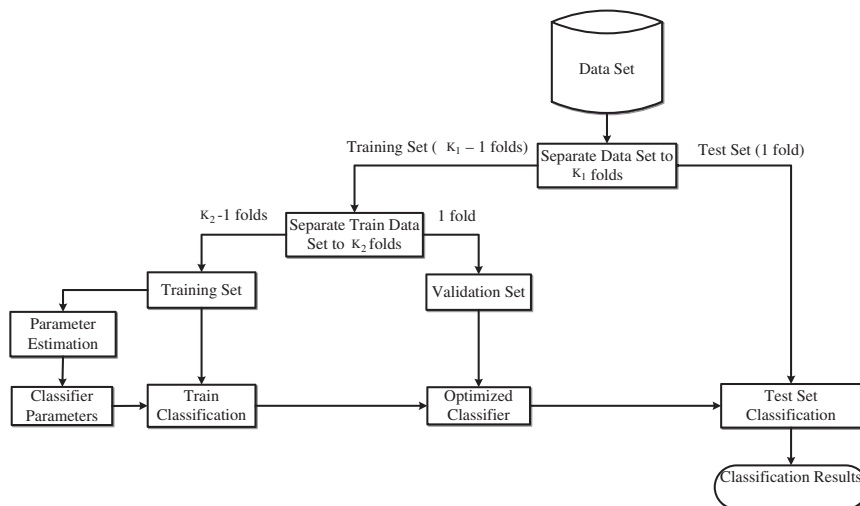 Data Set
Training Set ( K₁ – 1 folds)
Separate Data Set to
K₁ folds
Test Set (1 fold)
K₂-1 folds
Separate Train Data
Set to K₂ folds
1 fold
Training Set
Validation Set
Parameter
Estimation
Classifier
Parameters
Train
Classification
Optimized
Classifier
Test Set
Classification
Classification Results